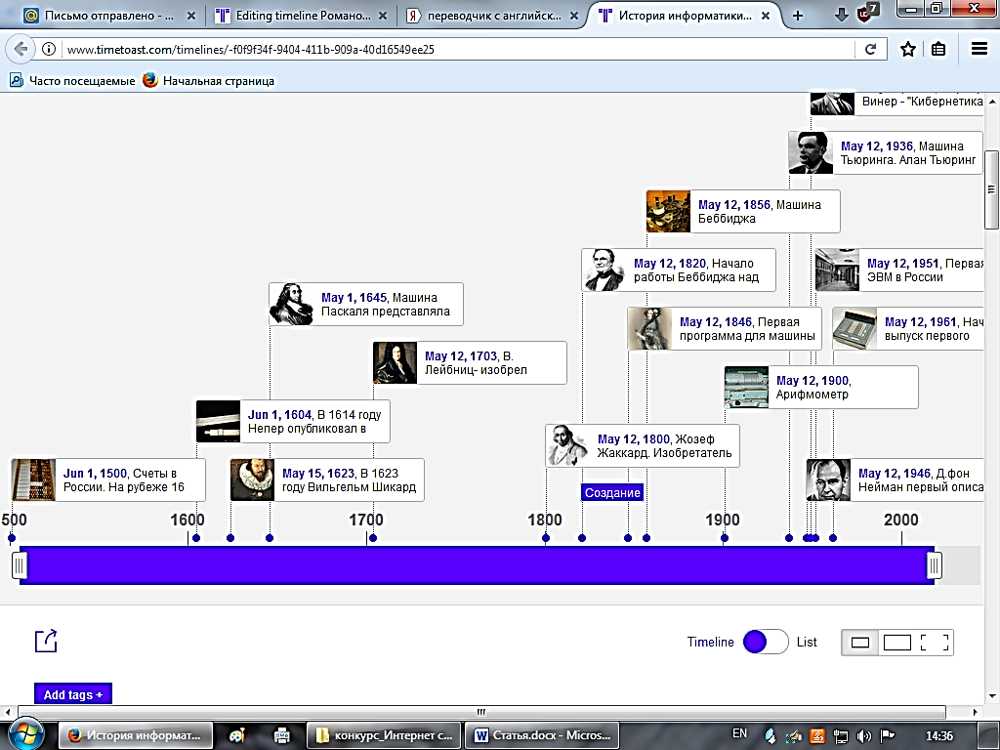 Письмо отправлено - ...
Editing timeline Романо...
переводчик с английск...
История информатики...
7
www.timetoast.com/timelines/-f0f9f34f-9404-411b-909a-40d16549ee25
Часто посещаемые
Начальная страница
Винер - "Кибернетика
May 12, 1936, Машина
Тьюринга. Алан Тьюринг
May 12, 1856, Машина
Беббиджа
May 12, 1820, Начало
работы Беббиджа над
May 12, 1951, Первая
ЭВМ в России
May 1, 1645, Машина
Паскаля представляла
May 12, 1846, Первая
программа для машины
May 12, 1961, Нач
выпуск первого
May 12, 1703, В.
Лейбниц- изобрел
May 12, 1900,
Арифмометр
Jun 1, 1604, В 1614 году
Непер опубликовал в
May 12, 1800, Жозеф
Жаккард. Изобретатель
Jun 1, 1500, Счеты в
России. На рубеже 16
May 15, 1623, В 1623
году Вильгельм Шикард
May 12, 1946, Д.фон
Нейман первый описа
Создание
500 1600 1700 1800 1900 2000
Timeline
List
Add tags +
История информат...
конкурс_Интернет с...
Статья.docx - Micros...
EN
14:36